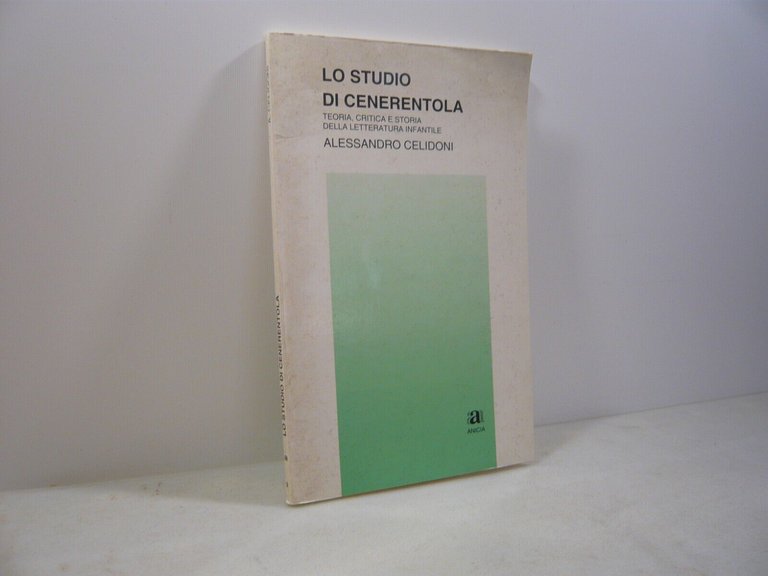 LO STUDIO
DI CENERENTOLA
TEORIA, CRITICA E STORIA
DELLA LETTERATURA INFANTILE
ALESSANDRO CELIDONI
a
ANICIA
LO STUDIO DI CENERENTOLA